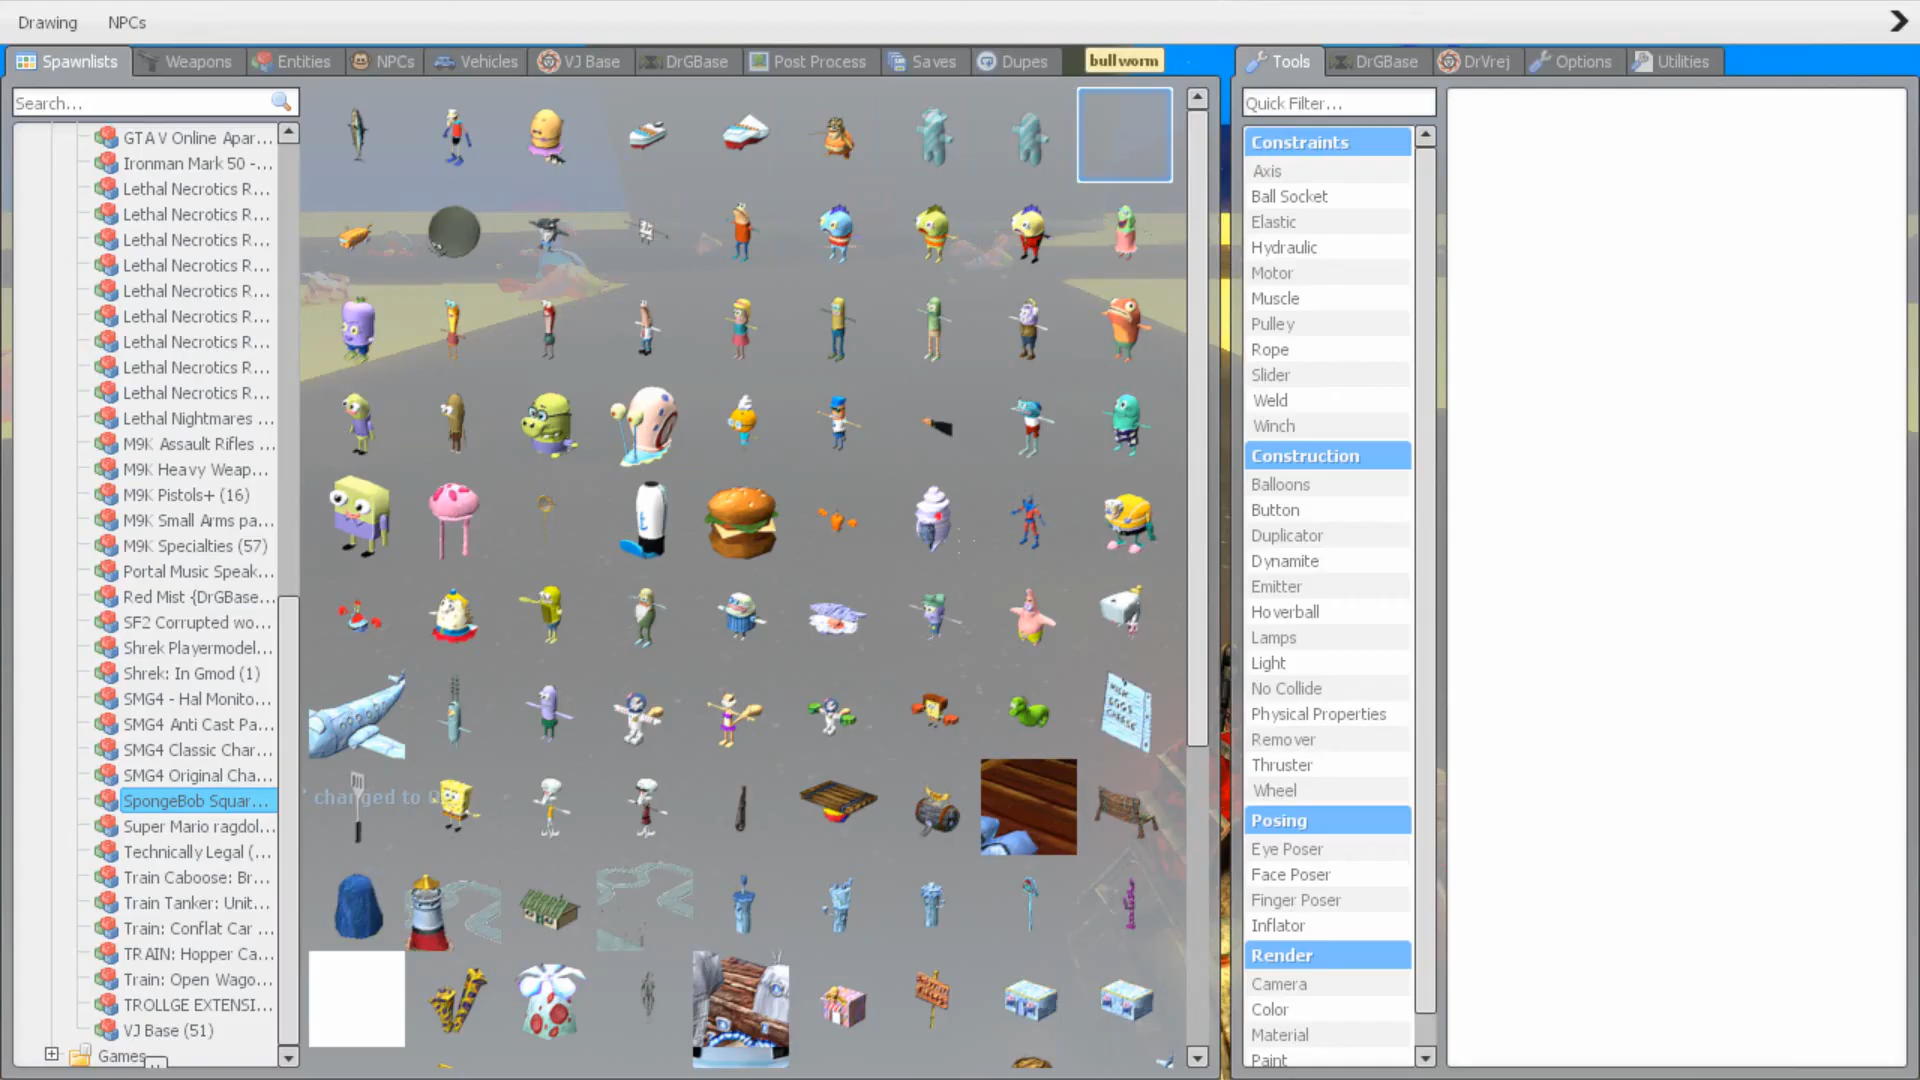 Drawing NPCs
Spawnlists Weapons Entities NPCs Vehicles VJ Base DrGBase Post Process Saves Dupes bullworm Tools DrGBase DrVrej Options Utilities
Search...
GTA V Online Apar...
Ironman Mark 50 -...
Lethal Necrotics R...
Lethal Necrotics R...
Lethal Necrotics R...
Lethal Necrotics R...
Lethal Necrotics R...
Lethal Necrotics R...
Lethal Necrotics R...
Lethal Necrotics R...
Lethal Necrotics R...
Lethal Nightmares ...
M9K Assault Rifles ...
M9K Heavy Weap...
M9K Pistols+ (16)
M9K Small Arms pa...
M9K Specialties (57)
Portal Music Speak...
Red Mist {DrGBase...
SF2 Corrupted wo...
Shrek Playermodel...
Shrek: In Gmod (1)
SMG4 - Hal Monito...
SMG4 Anti Cast Pa...
SMG4 Classic Char...
SMG4 Original Cha...
SpongeBob Squar...
Super Mario ragdol...
Technically Legal (...
Train Caboose: Br...
Train Tanker: Unit...
Train: Conflat Car ...
TRAIN: Hopper Ca...
Train: Open Wago...
TROLLGE EXTENSI...
VJ Base (51)
Games
t
MILK
EGGS
CHEESE
changed to
Quick Filter...
Constraints
Axis
Ball Socket
Elastic
Hydraulic
Motor
Muscle
Pulley
Rope
Slider
Weld
Winch
Construction
Balloons
Button
Duplicator
Dynamite
Emitter
Hoverball
Lamps
Light
No Collide
Physical Properties
Remover
Thruster
Wheel
Posing
Eye Poser
Face Poser
Finger Poser
Inflator
Render
Camera
Color
Material
Paint